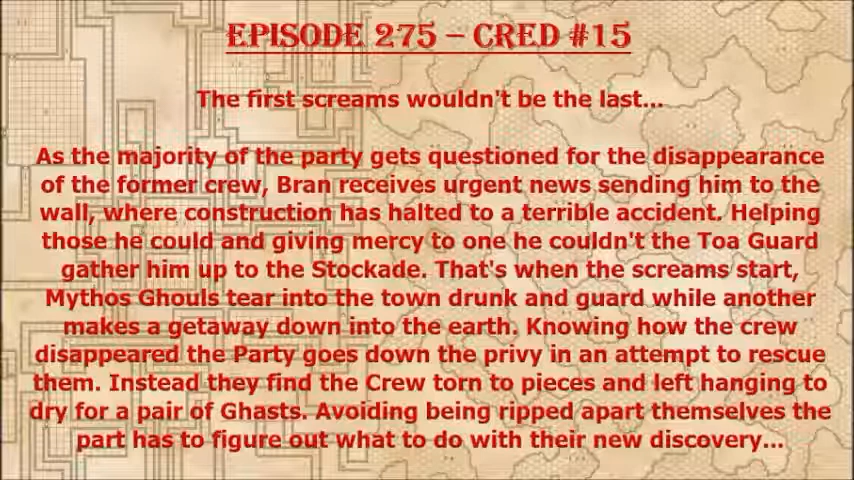 EPISODE 275 – CRED #15
The first screams wouldn't be the last...
As the majority of the party gets questioned for the disappearance
of the former crew, Bran receives urgent news sending him to the
wall, where construction has halted to a terrible accident. Helping
those he could and giving mercy to one he couldn't the Toa Guard
gather him up to the Stockade. That's when the screams start,
Mythos Ghouls tear into the town drunk and guard while another
makes a getaway down into the earth. Knowing how the crew
disappeared the Party goes down the privy in an attempt to rescue
them. Instead they find the Crew torn to pieces and left hanging to
dry for a pair of Ghasts. Avoiding being ripped apart themselves the
part has to figure out what to do with their new discovery...